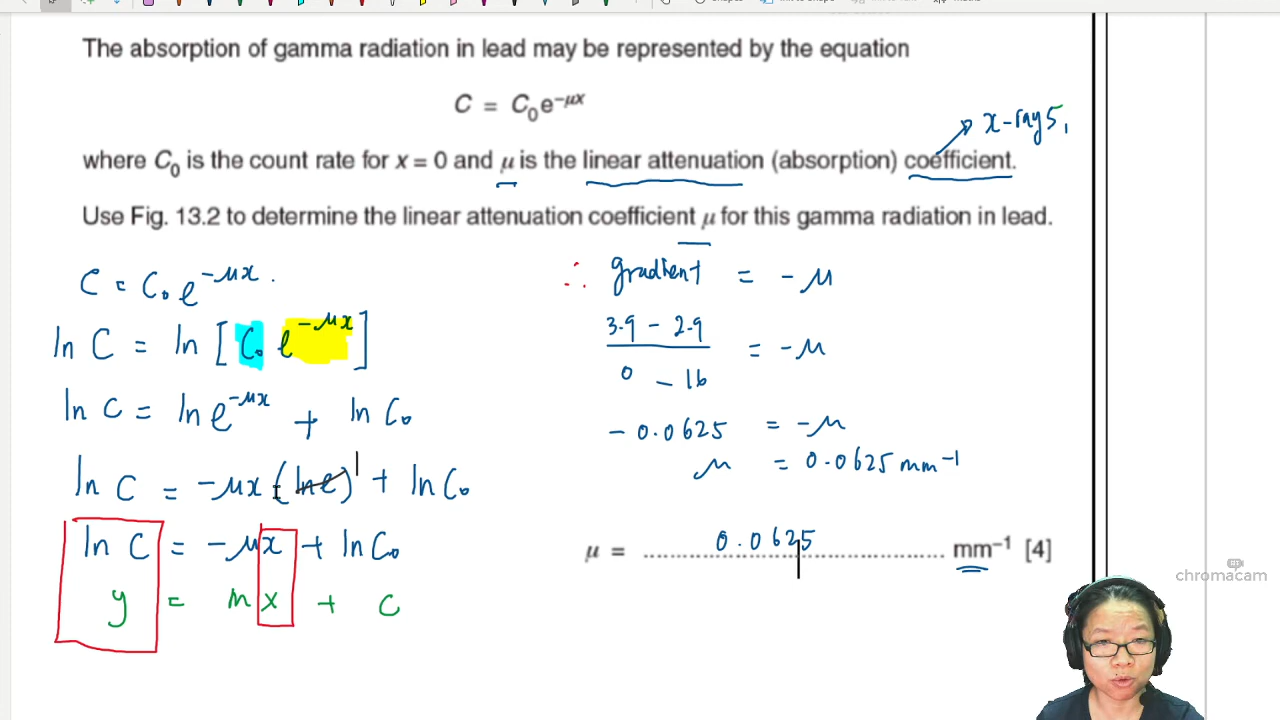 The absorption of gamma radiation in lead may be represented by the equation
C = C₀e⁻ᵘˣ
x-rays,
where C₀ is the count rate for x = 0 and μ is the linear attenuation (absorption) coefficient.
Use Fig. 13.2 to determine the linear attenuation coefficient μ for this gamma radiation in lead.
C = C₀ e^-μx.
ln C = ln [C₀ e^-μx]
ln C = ln e^-μx + ln C₀
ln C = -μx (ln e)¹ + ln C₀
ln C = -μx + ln C₀
y = mx + c
∴ gradient = -μ
3.9 - 2.9
0 - 16
= -μ
-0.0625 = -μ
μ = 0.0625 mm⁻¹
μ = 0.0625 mm⁻¹ [4]
chromacam